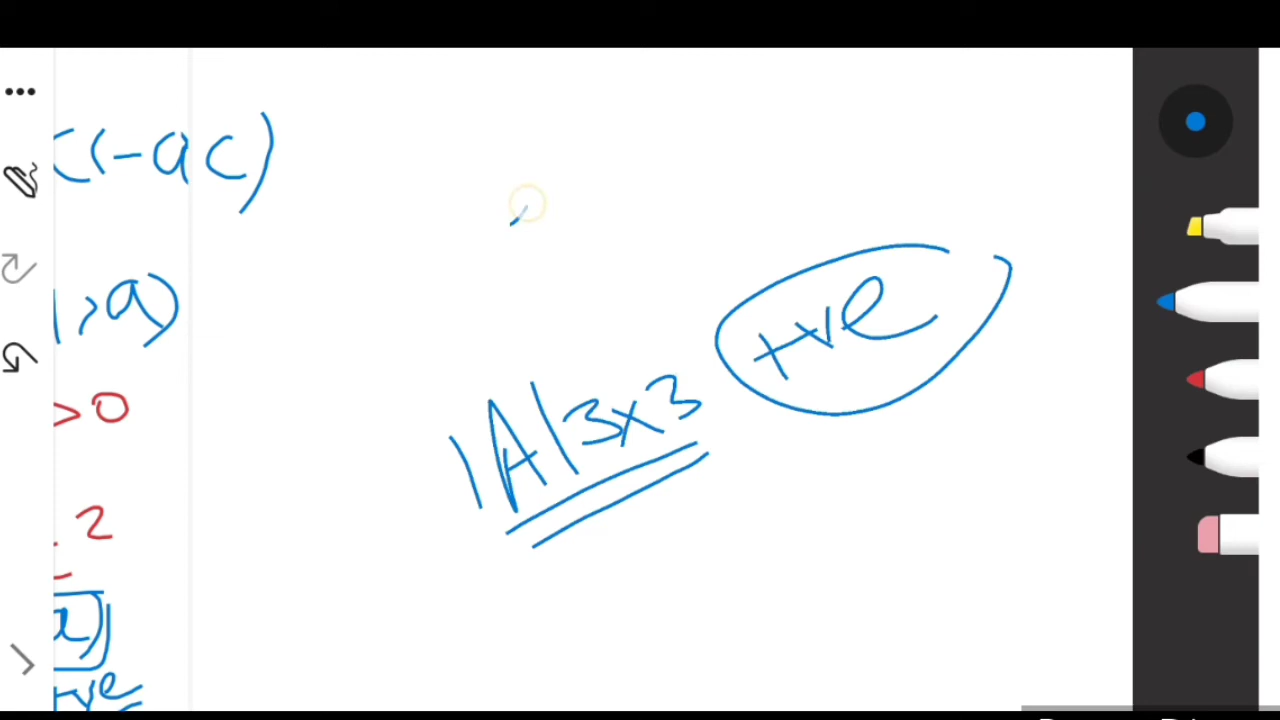 (1-ac)
1,a)
>0
+ve
|A|3x3
2
a)
+ve